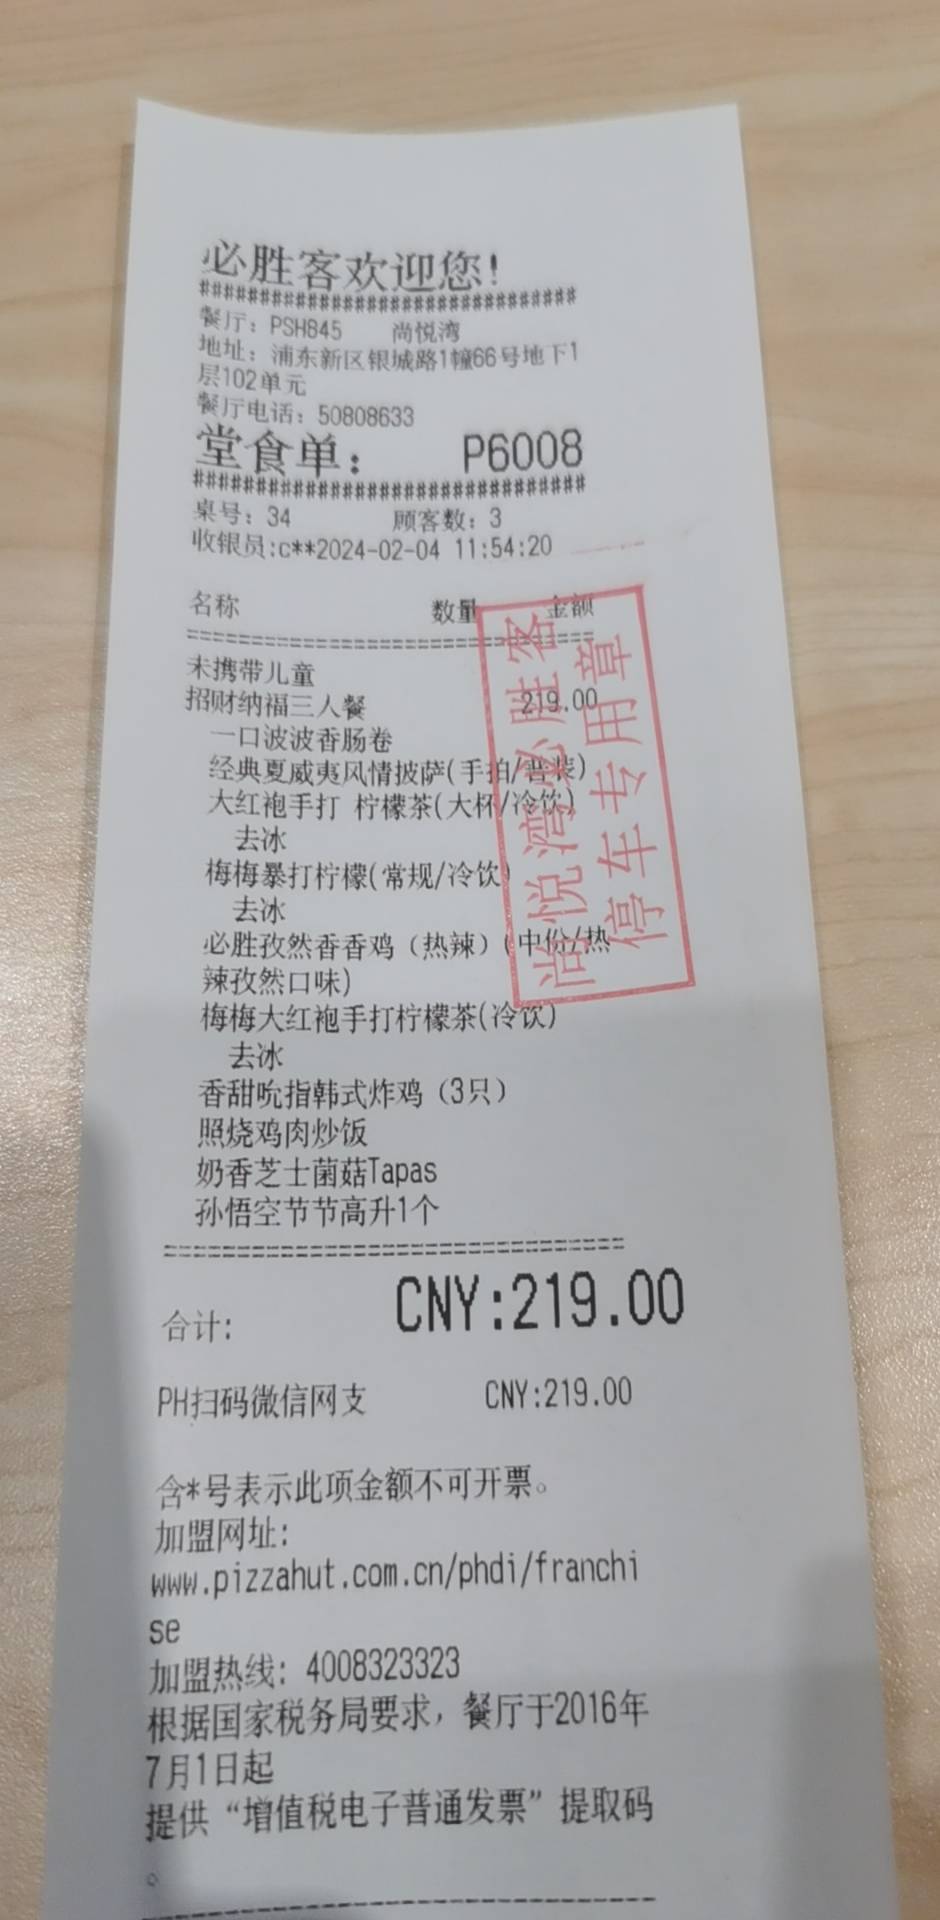 必胜客欢迎您!
################################
餐厅: PSH845 尚悦湾
地址: 浦东新区银城路1幢66号地下1
层102单元
餐厅电话: 50808633
堂食单: P6008
################################
桌号: 34 顾客数: 3
收银员:c**2024-02-04 11:54:20
名称 数量 金额
================================
未携带儿童
招财纳福三人餐 219.00
一口波波香肠卷
经典夏威夷风情披萨(手拍/普装)
大红袍手打 柠檬茶(大杯/冷饮)
去冰
梅梅暴打柠檬(常规/冷饮)
去冰
必胜孜然香香鸡（热辣）(中份/热
辣孜然口味)
梅梅大红袍手打柠檬茶(冷饮)
去冰
香甜吮指韩式炸鸡（3只）
照烧鸡肉炒饭
奶香芝士菌菇Tapas
孙悟空节节高升1个
================================
合计: CNY:219.00
PH扫码微信网支 CNY:219.00
含*号表示此项金额不可开票。
加盟网址:
www.pizzahut.com.cn/phdi/franchi
se
加盟热线: 4008323323
根据国家税务局要求，餐厅于2016年
7月1日起
提供“增值税电子普通发票”提取码
。
尚悦湾必胜客
停车专用章